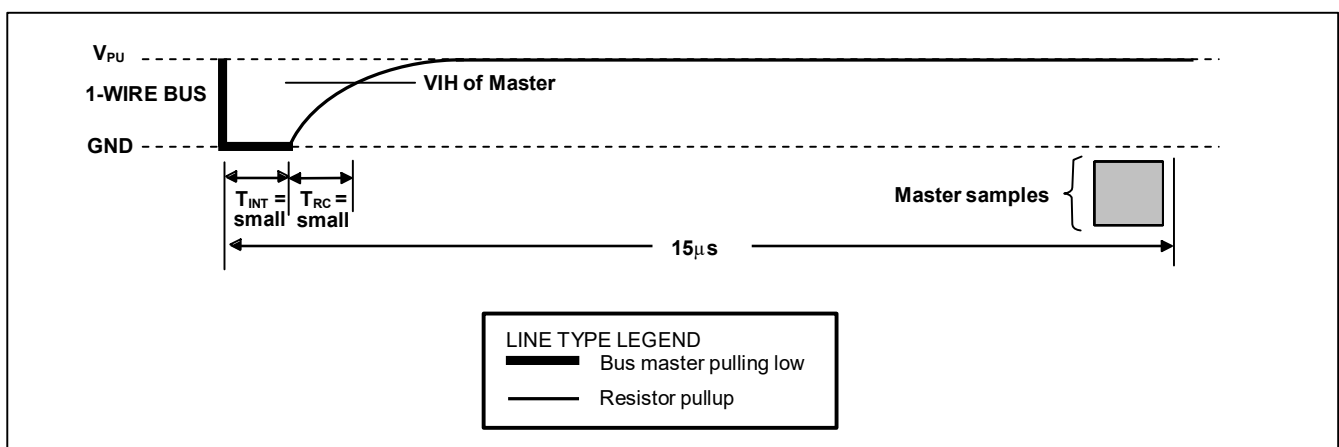 VPU
1-WIRE BUS
VIH of Master
GND
TINT =
small
TRC =
small
Master samples
15μs
LINE TYPE LEGEND
Bus master pulling low
Resistor pullup